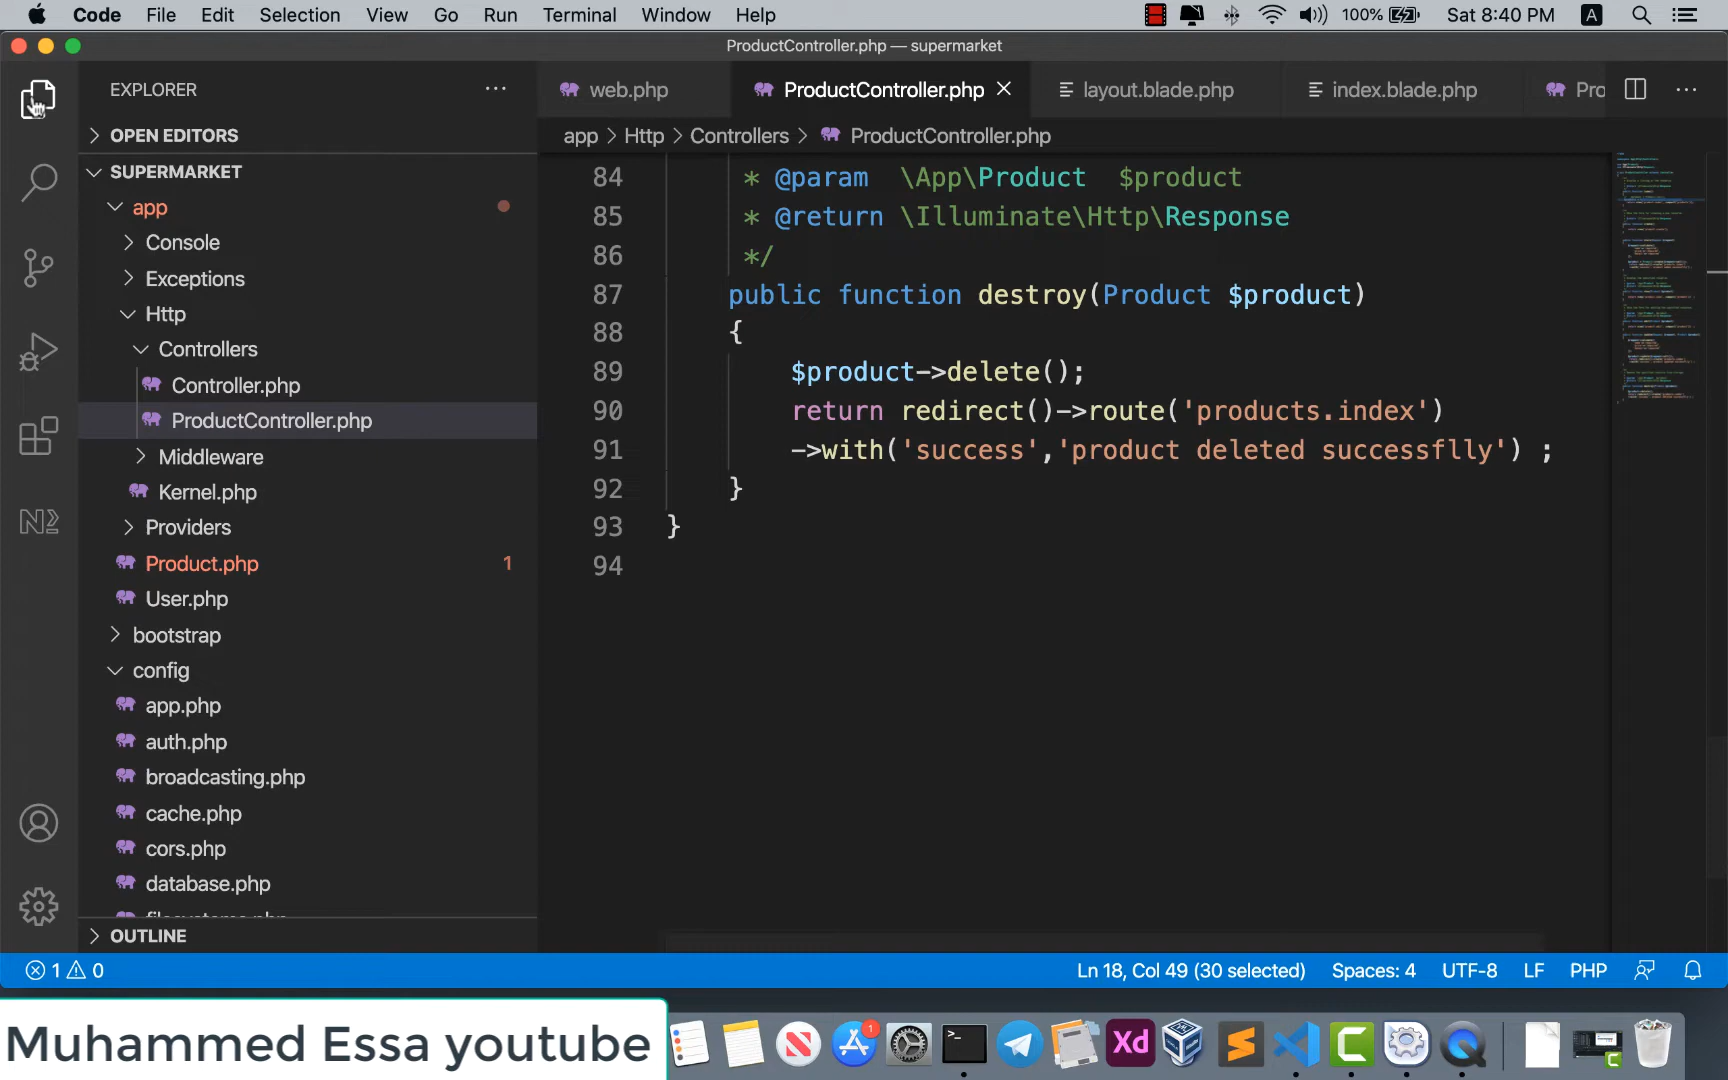 Code File Edit Selection View Go Run Terminal Window Help 100% Sat 8:40 PM A
ProductController.php — supermarket
EXPLORER
web.php ProductController.php layout.blade.php index.blade.php Pro
OPEN EDITORS
app > Http > Controllers > ProductController.php
SUPERMARKET
app
Console
Exceptions
Http
Controllers
Controller.php
ProductController.php
Middleware
Kernel.php
Providers
Product.php 1
User.php
bootstrap
config
app.php
auth.php
broadcasting.php
cache.php
cors.php
database.php
OUTLINE
84 * @param \App\Product $product
85 * @return \Illuminate\Http\Response
86 */
87 public function destroy(Product $product)
88 {
89 $product->delete();
90 return redirect()->route('products.index')
91 ->with('success','product deleted successflly') ;
92 }
93 }
94
1 0 Ln 18, Col 49 (30 selected) Spaces: 4 UTF-8 LF PHP
Muhammed Essa youtube
1
Xd